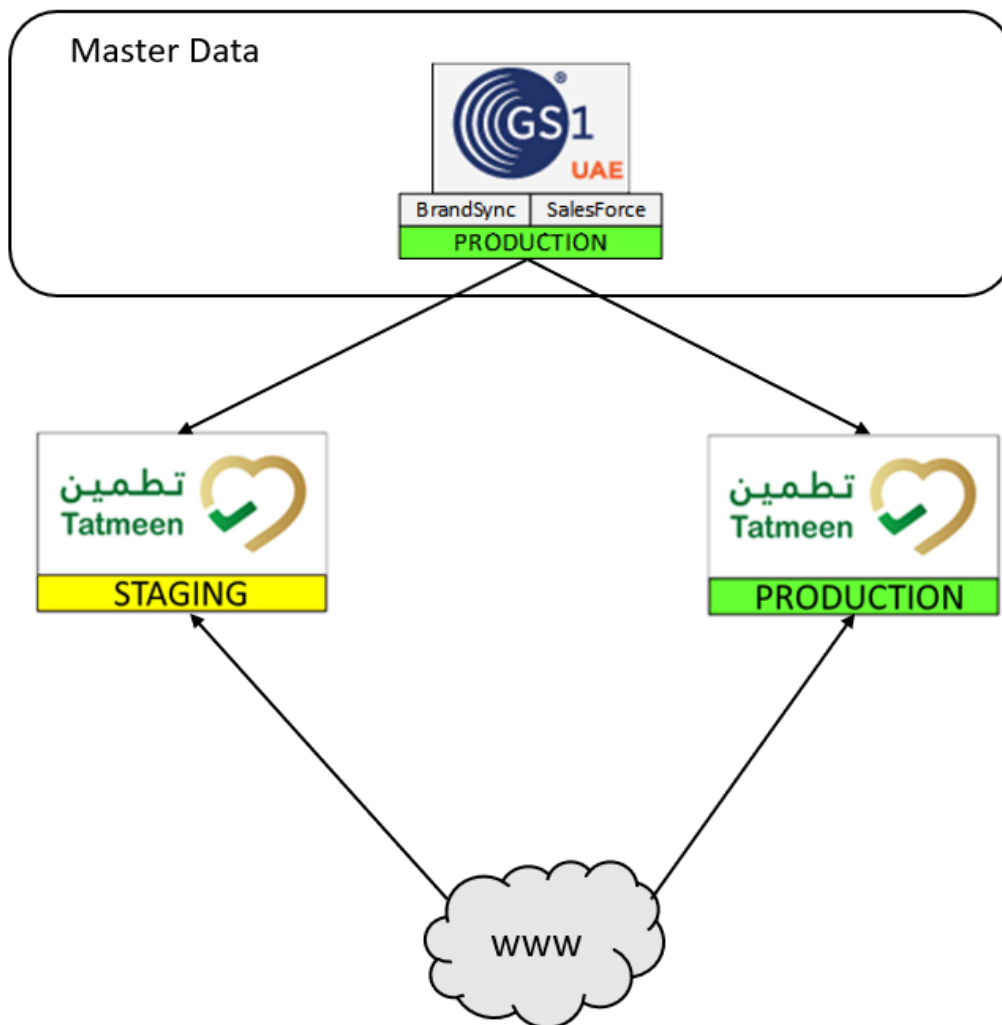 Master Data
GS1
®
UAE
BrandSync SalesForce
PRODUCTION
تطمين
Tatmeen
STAGING
تطمين
Tatmeen
PRODUCTION
www